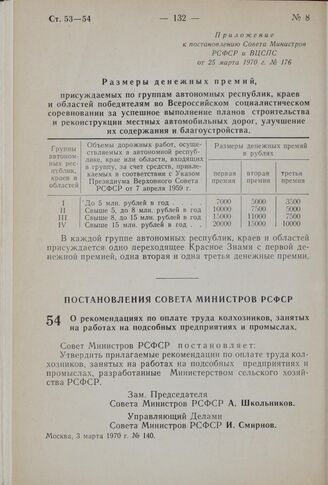 Ст. 53—54 — 132 — № 8
Приложение
к постановлению Совета Министров
РСФСР и ВЦСПС
от 25 марта 1970 г. № 176
Размеры денежных премий,
присуждаемых по группам автономных республик, краев
и областей победителям во Всероссийском социалистическом
соревновании за успешное выполнение планов строительства
и реконструкции местных автомобильных дорог, улучшение
их содержания и благоустройства.
Группы автономных республик, краев и областей
Объемы дорожных работ, осуществляемых в автономной республике, крае или области, входящих в группу, за счет средств, привлекаемых в соответствии с Указом Президиума Верховного Совета РСФСР от 7 апреля 1959 г.
Размеры денежных премий в рублях
первая премия вторая премия третья премия
I До 5 млн. рублей в год . . . 7000 5000 3500
II Свыше 5, до 8 млн. рублей в год 10000 7500 5000
III Свыше 8, до 15 млн. рублей в год 15000 11000 7500
IV Свыше 15 млн. рублей в год . . 20000 15000 10000
В каждой группе автономных республик, краев и областей
присуждается одно переходящее Красное Знамя с первой де-
нежной премией, одна вторая и одна третья денежные премии.
ПОСТАНОВЛЕНИЯ СОВЕТА МИНИСТРОВ РСФСР
54 О рекомендациях по оплате труда колхозников, занятых
на работах на подсобных предприятиях и промыслах.
Совет Министров РСФСР постановляет:
Утвердить прилагаемые рекомендации по оплате труда кол-
хозников, занятых на работах на подсобных предприятиях и
промыслах, разработанные Министерством сельского хозяйст-
ва РСФСР.
Зам. Председателя
Совета Министров РСФСР А. Школьников.
Управляющий Делами
Совета Министров РСФСР И. Смирнов.
Москва, 3 марта 1970 г. № 140.